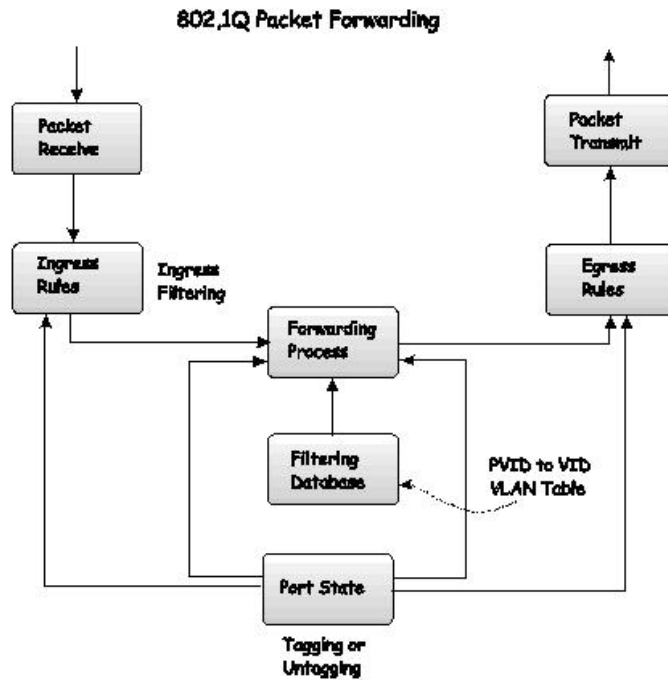 802,1Q Packet Forwarding
Packet
Receive
Packet
Transmit
Ingress
Rules
Ingress
Filtering
Egress
Rules
Forwarding
Process
Filtering
Database
PVID to VID
VLAN Table
Port State
Tagging or
Untagging